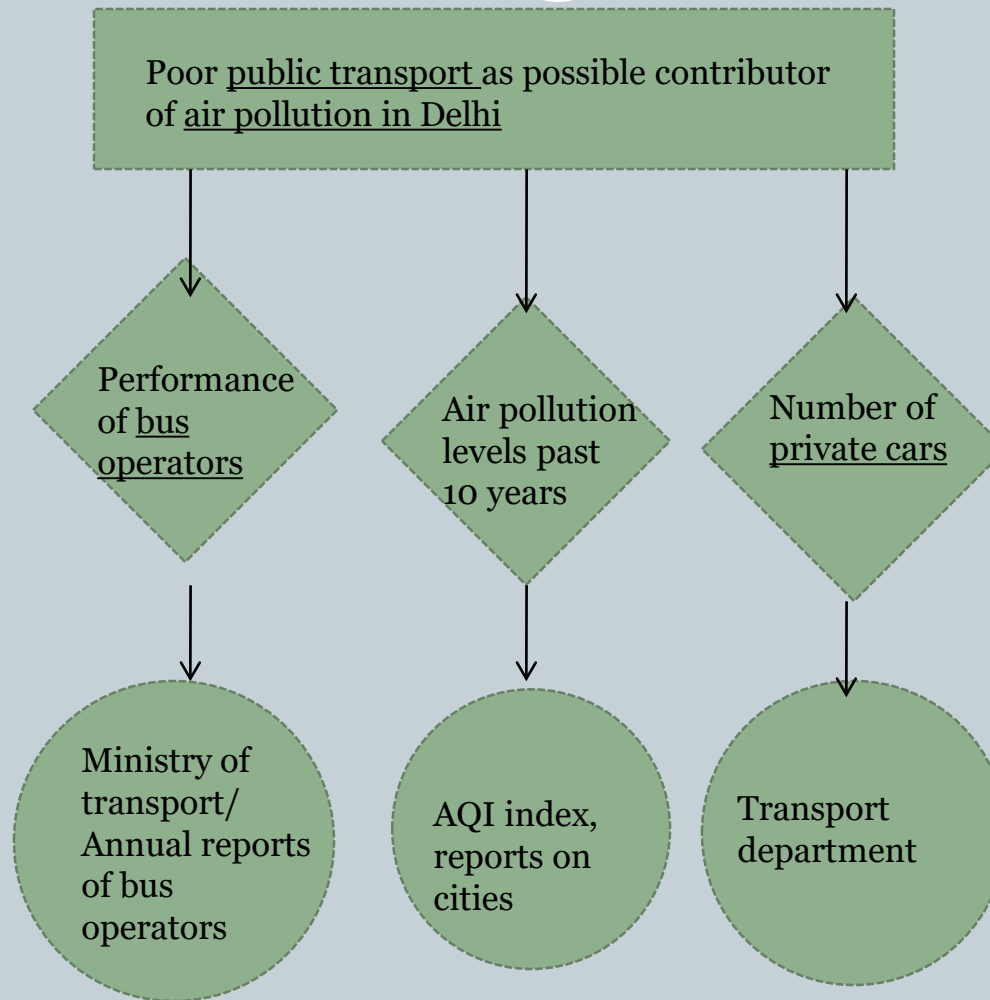 Poor public transport as possible contributor
of air pollution in Delhi
Performance
of bus
operators
Air pollution
levels past
10 years
Number of
private cars
Ministry of
transport/
Annual reports
of bus
operators
AQI index,
reports on
cities
Transport
department